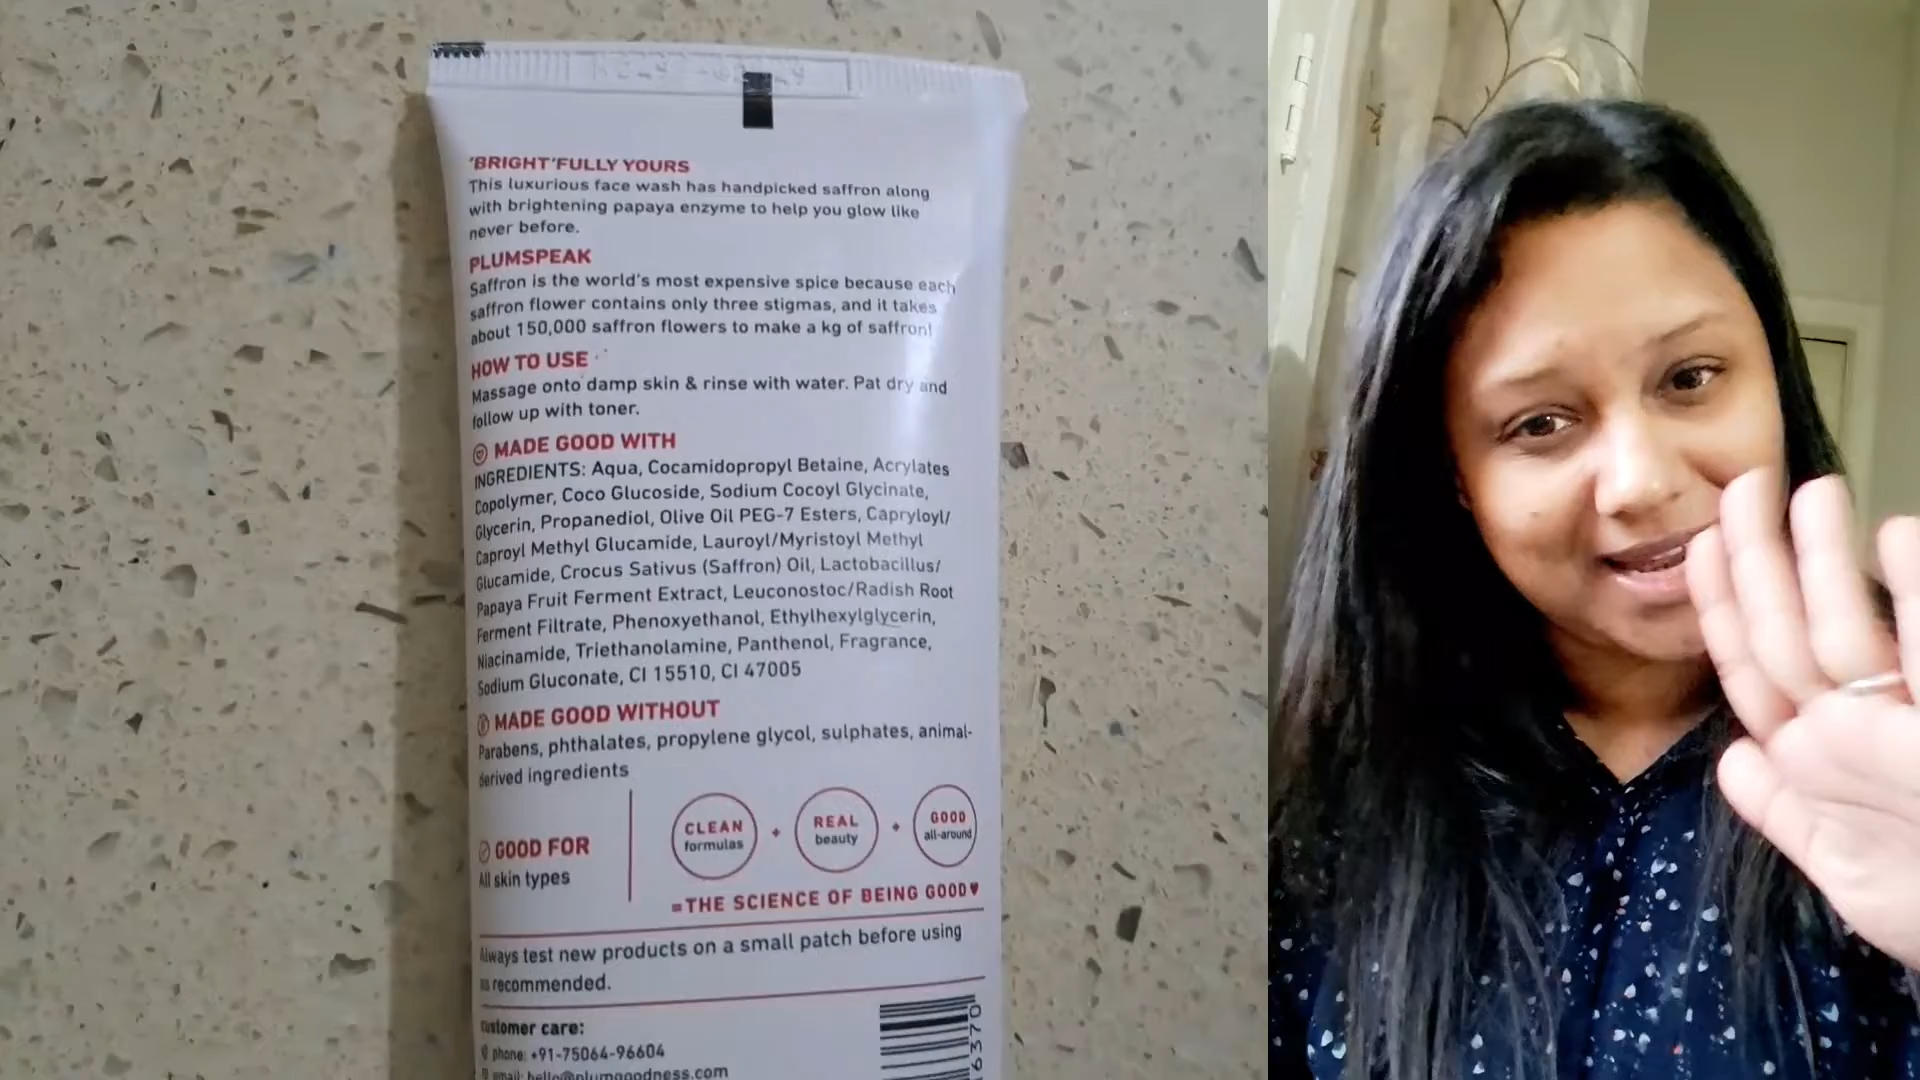 'BRIGHT'FULLY YOURS
This luxurious face wash has handpicked saffron along
with brightening papaya enzyme to help you glow like
never before.
PLUMSPEAK
Saffron is the world's most expensive spice because each
saffron flower contains only three stigmas, and it takes
about 150,000 saffron flowers to make a kg of saffron!
HOW TO USE
Massage onto damp skin & rinse with water. Pat dry and
follow up with toner.
MADE GOOD WITH
INGREDIENTS: Aqua, Cocamidopropyl Betaine, Acrylates
Copolymer, Coco Glucoside, Sodium Cocoyl Glycinate,
Glycerin, Propanediol, Olive Oil PEG-7 Esters, Capryloyl/
Caproyl Methyl Glucamide, Lauroyl/Myristoyl Methyl
Glucamide, Crocus Sativus (Saffron) Oil, Lactobacillus/
Papaya Fruit Ferment Extract, Leuconostoc/Radish Root
Ferment Filtrate, Phenoxyethanol, Ethylhexylglycerin,
Niacinamide, Triethanolamine, Panthenol, Fragrance,
Sodium Gluconate, CI 15510, CI 47005
MADE GOOD WITHOUT
Parabens, phthalates, propylene glycol, sulphates, animal-
derived ingredients
GOOD FOR
All skin types
CLEAN
formulas
+
REAL
beauty
+
GOOD
all-around
=THE SCIENCE OF BEING GOOD♥
Always test new products on a small patch before using
as recommended.
customer care:
phone: +91-75064-96604
email: hello@plumgoodness.com
66370